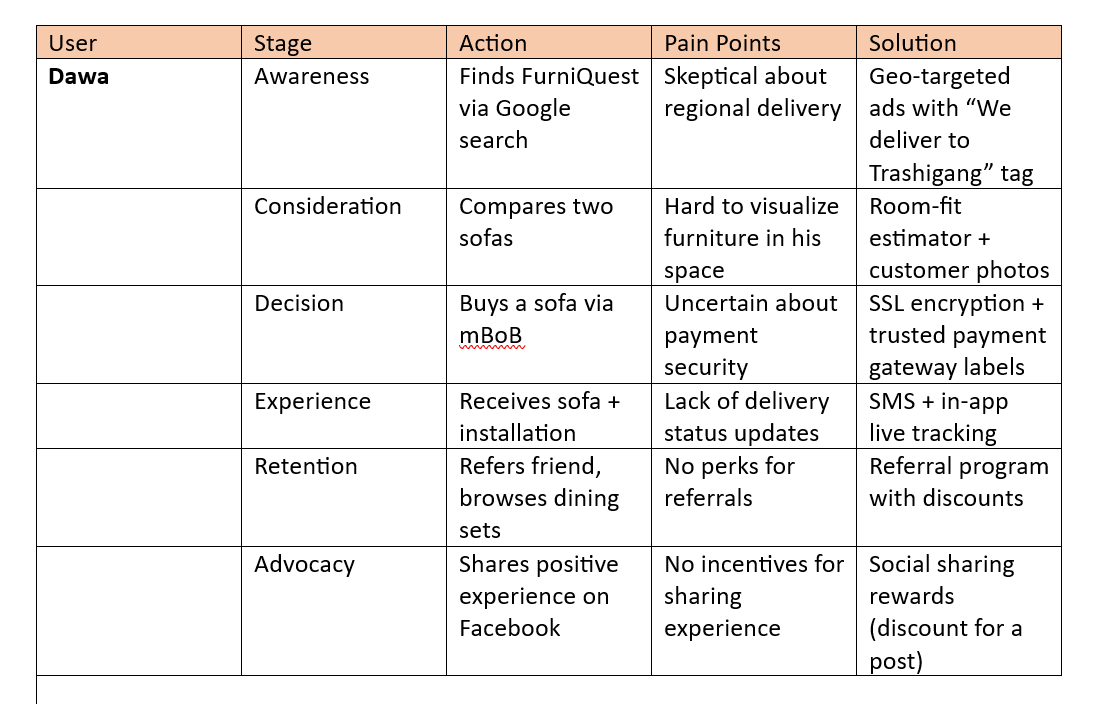 User Stage Action Pain Points Solution
Dawa Awareness Finds FurniQuest Skeptical about Geo-targeted
via Google regional delivery ads with “We
search deliver to
Trashigang” tag
Consideration Compares two Hard to visualize Room-fit
sofas furniture in his estimator +
space customer photos
Decision Buys a sofa via Uncertain about SSL encryption +
mBoB payment trusted payment
security gateway labels
Experience Receives sofa + Lack of delivery SMS + in-app
installation status updates live tracking
Retention Refers friend, No perks for Referral program
browses dining referrals with discounts
sets
Advocacy Shares positive No incentives for Social sharing
experience on sharing rewards
Facebook experience (discount for a
post)